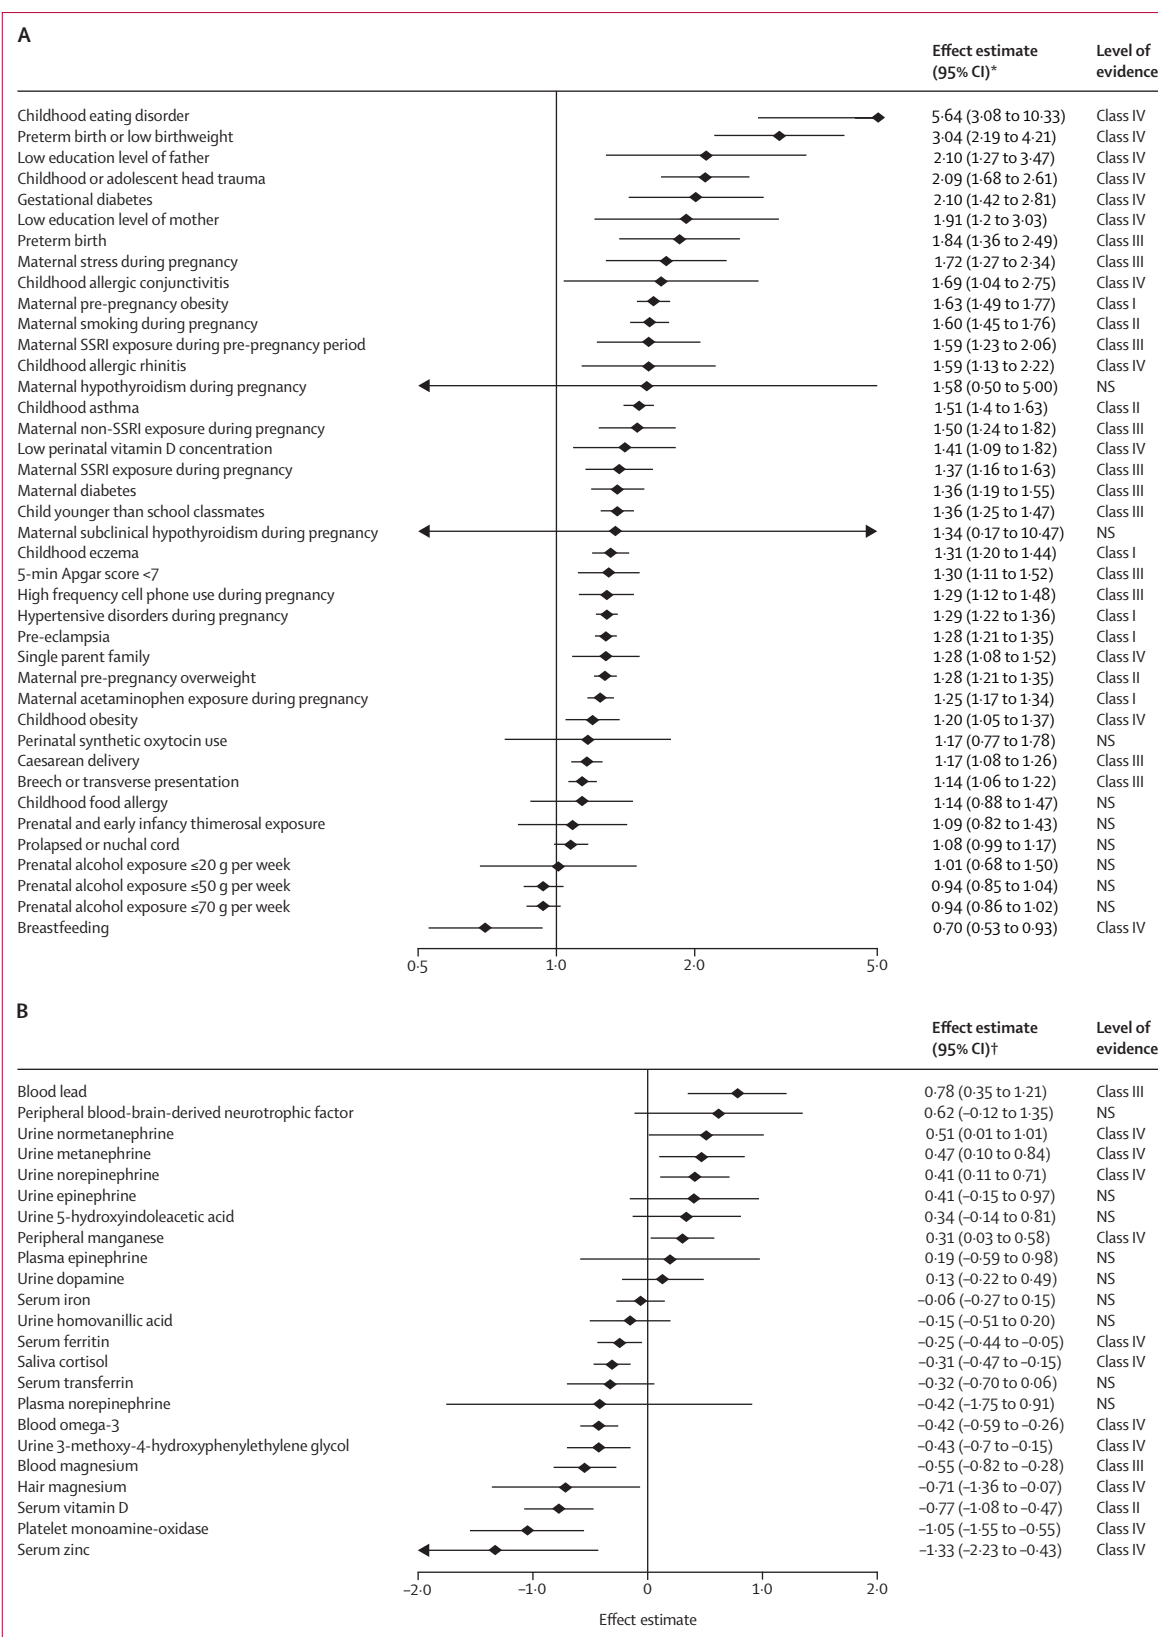 A
Effect estimate (95% CI)* Level of evidence
Childhood eating disorder 5·64 (3·08 to 10·33) Class IV
Preterm birth or low birthweight 3·04 (2·19 to 4·21) Class IV
Low education level of father 2·10 (1·27 to 3·47) Class IV
Childhood or adolescent head trauma 2·09 (1·68 to 2·61) Class IV
Gestational diabetes 2·10 (1·42 to 2·81) Class IV
Low education level of mother 1·91 (1·2 to 3·03) Class IV
Preterm birth 1·84 (1·36 to 2·49) Class III
Maternal stress during pregnancy 1·72 (1·27 to 2·34) Class III
Childhood allergic conjunctivitis 1·69 (1·04 to 2·75) Class IV
Maternal pre-pregnancy obesity 1·63 (1·49 to 1·77) Class I
Maternal smoking during pregnancy 1·60 (1·45 to 1·76) Class II
Maternal SSRI exposure during pre-pregnancy period 1·59 (1·23 to 2·06) Class III
Childhood allergic rhinitis 1·59 (1·13 to 2·22) Class IV
Maternal hypothyroidism during pregnancy 1·58 (0·50 to 5·00) NS
Childhood asthma 1·51 (1·4 to 1·63) Class II
Maternal non-SSRI exposure during pregnancy 1·50 (1·24 to 1·82) Class III
Low perinatal vitamin D concentration 1·41 (1·09 to 1·82) Class IV
Maternal SSRI exposure during pregnancy 1·37 (1·16 to 1·63) Class III
Maternal diabetes 1·36 (1·19 to 1·55) Class III
Child younger than school classmates 1·36 (1·25 to 1·47) Class III
Maternal subclinical hypothyroidism during pregnancy 1·34 (0·17 to 10·47) NS
Childhood eczema 1·31 (1·20 to 1·44) Class I
5-min Apgar score <7 1·30 (1·11 to 1·52) Class III
High frequency cell phone use during pregnancy 1·29 (1·12 to 1·48) Class III
Hypertensive disorders during pregnancy 1·29 (1·22 to 1·36) Class I
Pre-eclampsia 1·28 (1·21 to 1·35) Class I
Single parent family 1·28 (1·08 to 1·52) Class IV
Maternal pre-pregnancy overweight 1·28 (1·21 to 1·35) Class II
Maternal acetaminophen exposure during pregnancy 1·25 (1·17 to 1·34) Class I
Childhood obesity 1·20 (1·05 to 1·37) Class IV
Perinatal synthetic oxytocin use 1·17 (0·77 to 1·78) NS
Caesarean delivery 1·17 (1·08 to 1·26) Class III
Breech or transverse presentation 1·14 (1·06 to 1·22) Class III
Childhood food allergy 1·14 (0·88 to 1·47) NS
Prenatal and early infancy thimerosal exposure 1·09 (0·82 to 1·43) NS
Prolapsed or nuchal cord 1·08 (0·99 to 1·17) NS
Prenatal alcohol exposure ≤20 g per week 1·01 (0·68 to 1·50) NS
Prenatal alcohol exposure ≤50 g per week 0·94 (0·85 to 1·04) NS
Prenatal alcohol exposure ≤70 g per week 0·94 (0·86 to 1·02) NS
Breastfeeding 0·70 (0·53 to 0·93) Class IV
0·5 1·0 2·0 5·0
B
Effect estimate (95% CI)† Level of evidence
Blood lead 0·78 (0·35 to 1·21) Class III
Peripheral blood-brain-derived neurotrophic factor 0·62 (–0·12 to 1·35) NS
Urine normetanephrine 0·51 (0·01 to 1·01) Class IV
Urine metanephrine 0·47 (0·10 to 0·84) Class IV
Urine norepinephrine 0·41 (0·11 to 0·71) Class IV
Urine epinephrine 0·41 (–0·15 to 0·97) NS
Urine 5-hydroxyindoleacetic acid 0·34 (–0·14 to 0·81) NS
Peripheral manganese 0·31 (0·03 to 0·58) Class IV
Plasma epinephrine 0·19 (–0·59 to 0·98) NS
Urine dopamine 0·13 (–0·22 to 0·49) NS
Serum iron –0·06 (–0·27 to 0·15) NS
Urine homovanillic acid –0·15 (–0·51 to 0·20) NS
Serum ferritin –0·25 (–0·44 to –0·05) Class IV
Saliva cortisol –0·31 (–0·47 to –0·15) Class IV
Serum transferrin –0·32 (–0·70 to 0·06) NS
Plasma norepinephrine –0·42 (–1·75 to 0·91) NS
Blood omega-3 –0·42 (–0·59 to –0·26) Class IV
Urine 3-methoxy-4-hydroxyphenylethylene glycol –0·43 (–0·7 to –0·15) Class IV
Blood magnesium –0·55 (–0·82 to –0·28) Class III
Hair magnesium –0·71 (–1·36 to –0·07) Class IV
Serum vitamin D –0·77 (–1·08 to –0·47) Class II
Platelet monoamine-oxidase –1·05 (–1·55 to –0·55) Class IV
Serum zinc –1·33 (–2·23 to –0·43) Class IV
–2·0 –1·0 0 1·0 2·0
Effect estimate